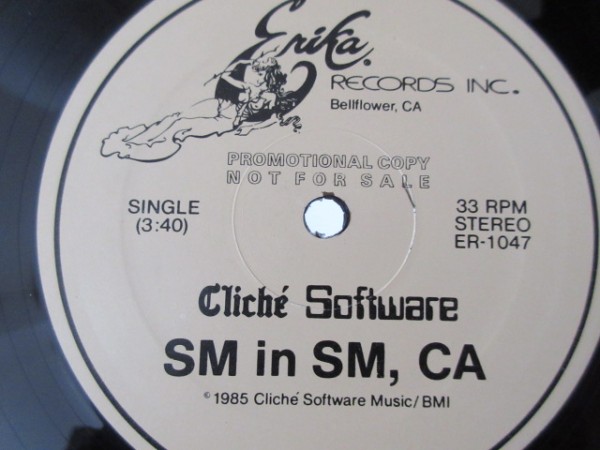 Erika
RECORDS INC.
Bellflower, CA
PROMOTIONAL COPY
NOT FOR SALE
SINGLE
(3:40)
33 RPM
STEREO
ER-1047
Cliché Software
SM in SM, CA
©1985 Cliché Software Music/BMI